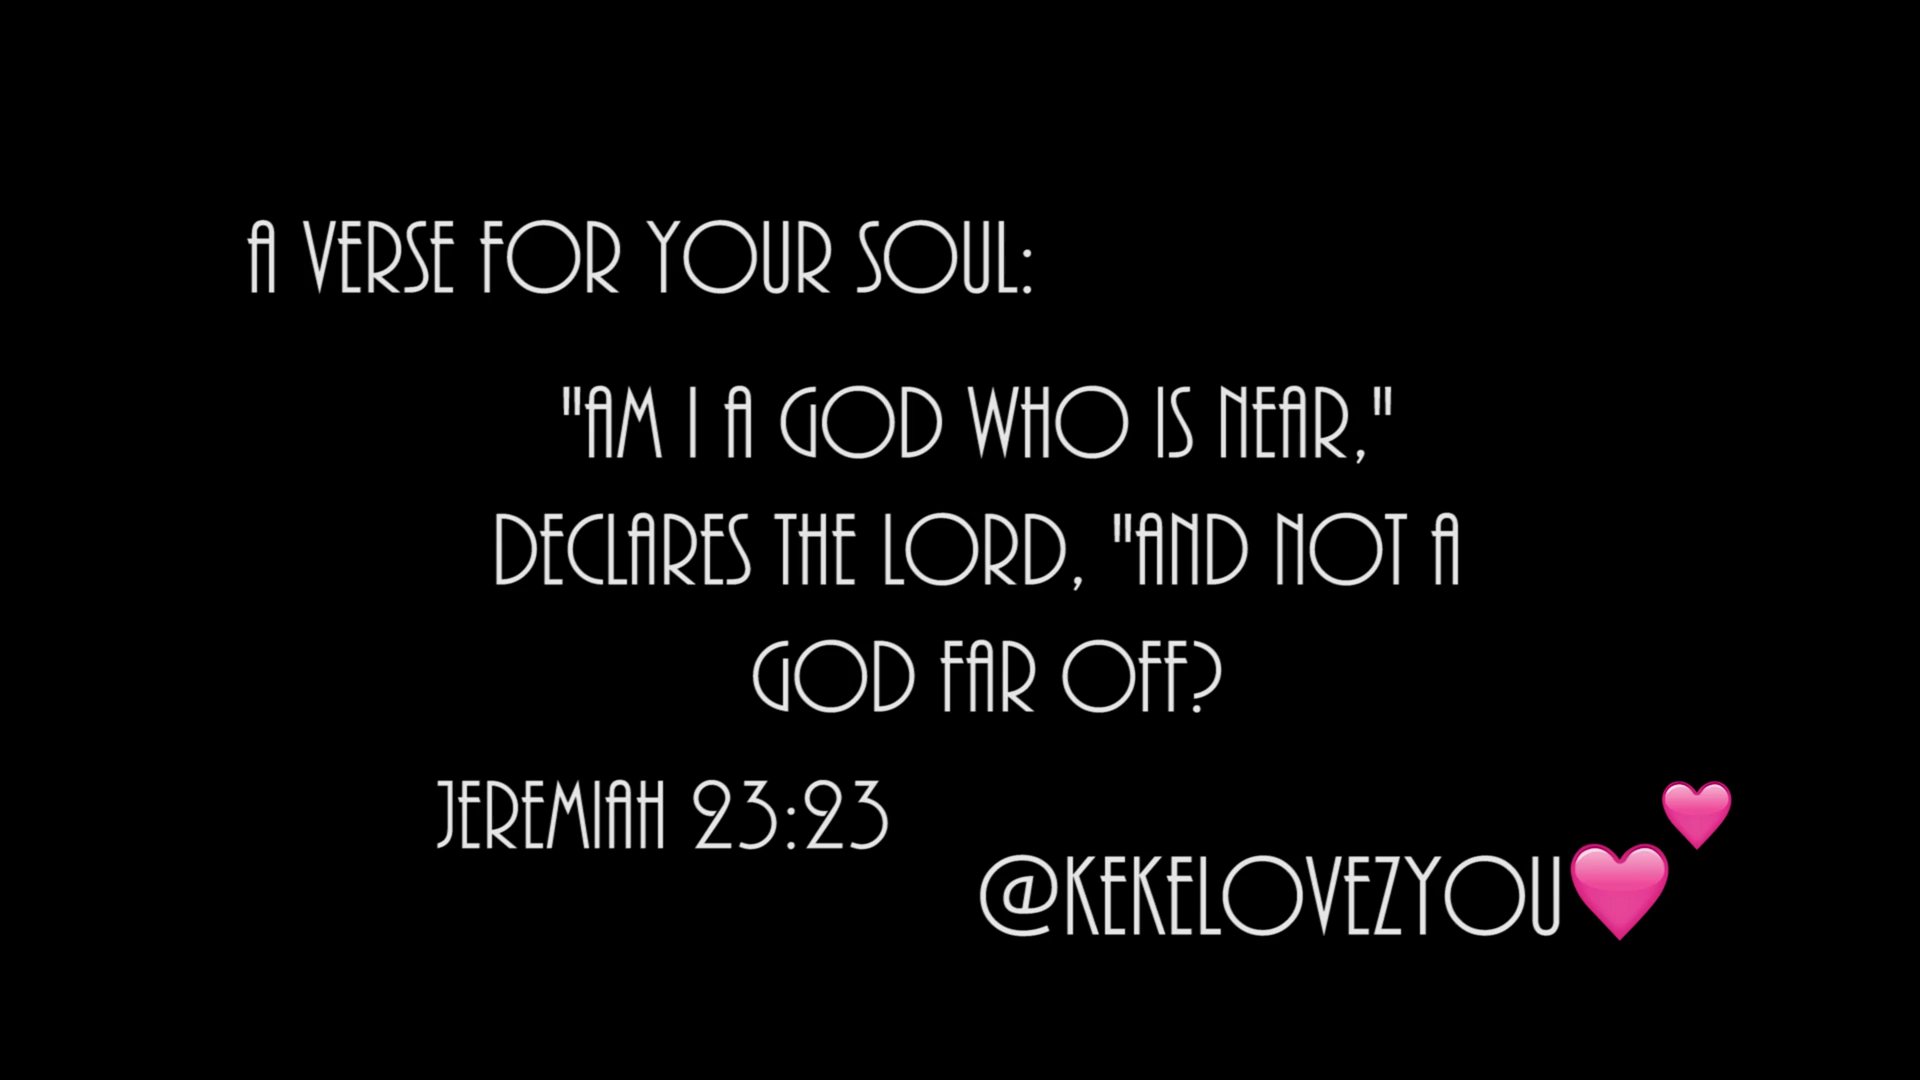 A VERSE FOR YOUR SOUL:
"AM I A GOD WHO IS NEAR,"
DECLARES THE LORD, "AND NOT A
GOD FAR OFF?
JEREMIAH 23:23
@KEKELOVEZYOU💕